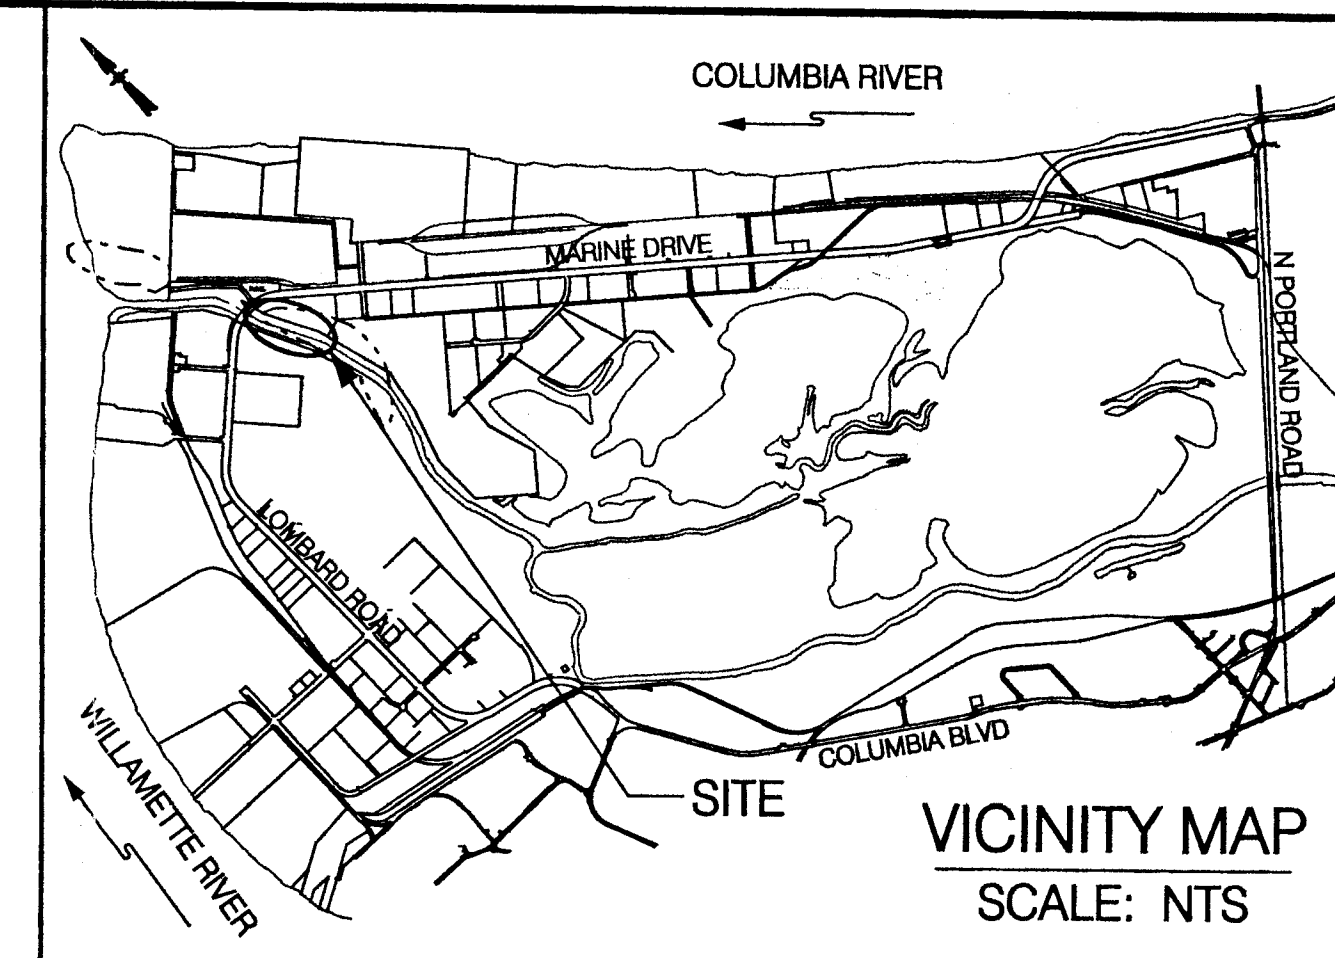 COLUMBIA RIVER
MARINE DRIVE
N PORTLAND ROAD
LOMBARD ROAD
WILLAMETTE RIVER
COLUMBIA BLVD
SITE
VICINITY MAP
SCALE: NTS